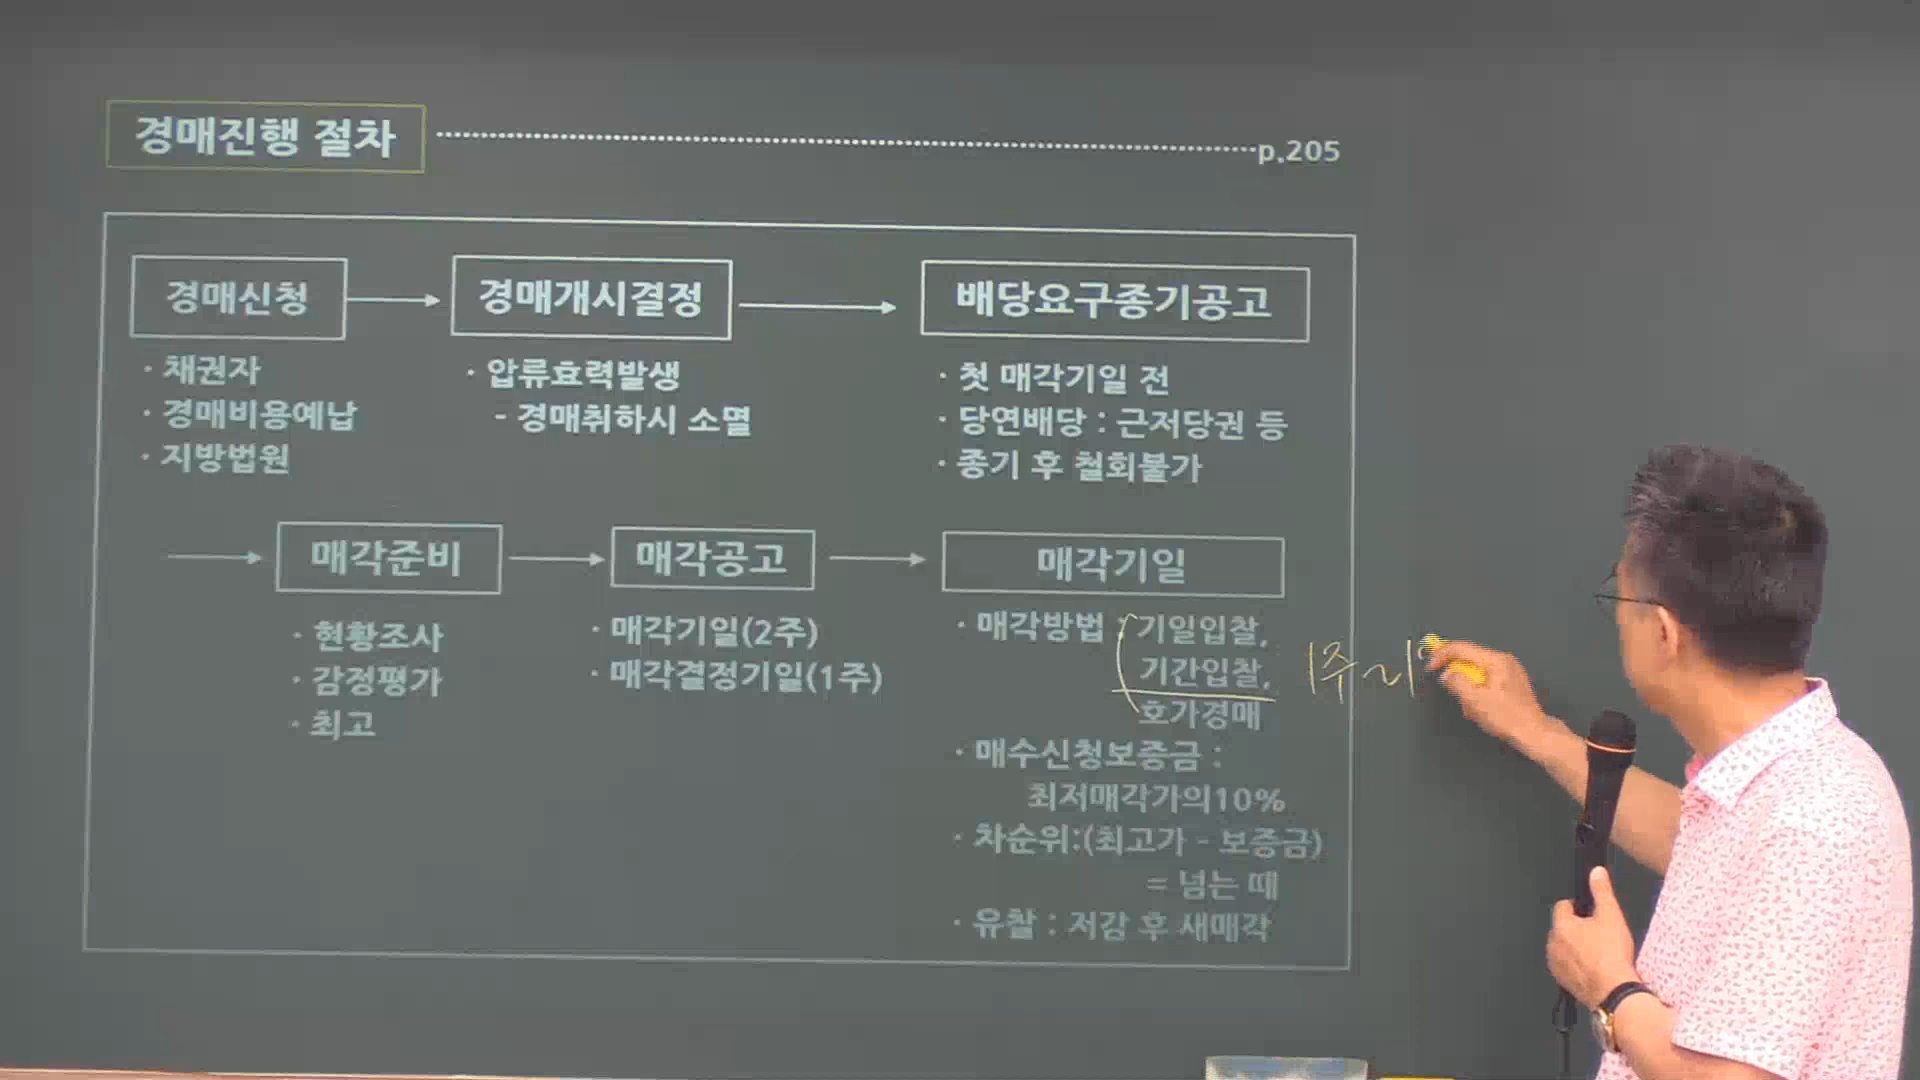 경매진행 절차 p.205
경매신청 → 경매개시결정 → 배당요구종기공고
· 채권자
· 경매비용예납
· 지방법원
· 압류효력발생
- 경매취하시 소멸
· 첫 매각기일 전
· 당연배당 : 근저당권 등
· 종기 후 철회불가
→ 매각준비 → 매각공고 → 매각기일
· 현황조사
· 감정평가
· 최고
· 매각기일(2주)
· 매각결정기일(1주)
· 매각방법 : 기일입찰,
기간입찰, 1주~1
호가경매
· 매수신청보증금 :
최저매각가의10%
· 차순위:(최고가 - 보증금)
= 넘는 때
· 유찰 : 저감 후 새매각